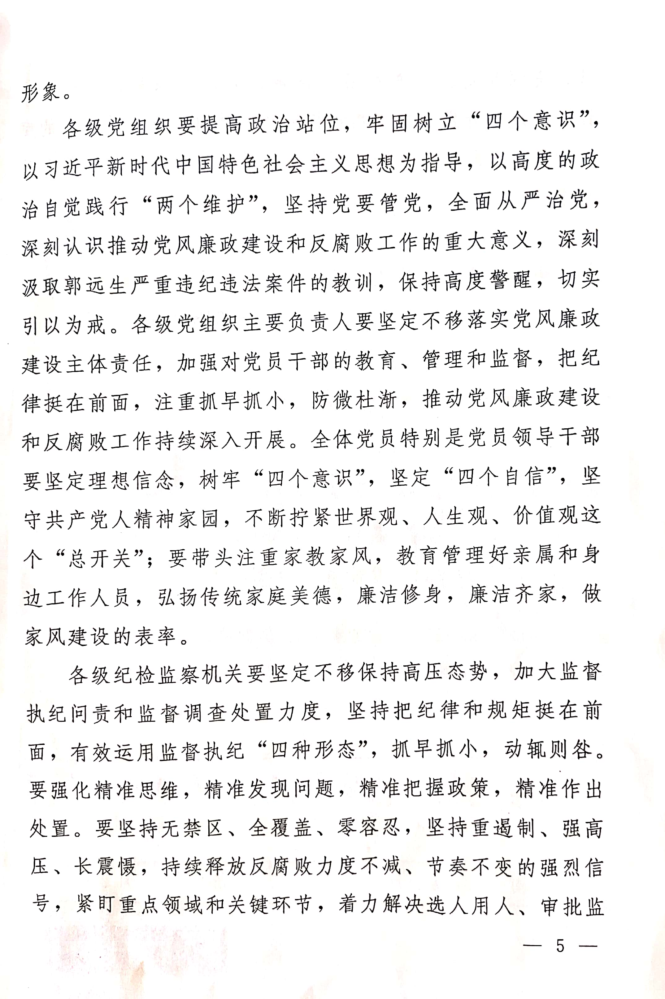 形象。
各级党组织要提高政治站位，牢固树立“四个意识”，
以习近平新时代中国特色社会主义思想为指导，以高度的政
治自觉践行“两个维护”，坚持党要管党，全面从严治党，
深刻认识推动党风廉政建设和反腐败工作的重大意义，深刻
汲取郭远生严重违纪违法案件的教训，保持高度警醒，切实
引以为戒。各级党组织主要负责人要坚定不移落实党风廉政
建设主体责任，加强对党员干部的教育、管理和监督，把纪
律挺在前面，注重抓早抓小，防微杜渐，推动党风廉政建设
和反腐败工作持续深入开展。全体党员特别是党员领导干部
要坚定理想信念，树牢“四个意识”，坚定“四个自信”，坚
守共产党人精神家园，不断拧紧世界观、人生观、价值观这
个“总开关”；要带头注重家教家风，教育管理好亲属和身
边工作人员，弘扬传统家庭美德，廉洁修身，廉洁齐家，做
家风建设的表率。
各级纪检监察机关要坚定不移保持高压态势，加大监督
执纪问责和监督调查处置力度，坚持把纪律和规矩挺在前
面，有效运用监督执纪“四种形态”，抓早抓小，动辄则咎。
要强化精准思维，精准发现问题，精准把握政策，精准作出
处置。要坚持无禁区、全覆盖、零容忍，坚持重遏制、强高
压、长震慑，持续释放反腐败力度不减、节奏不变的强烈信
号，紧盯重点领域和关键环节，着力解决选人用人、审批监
— 5 —